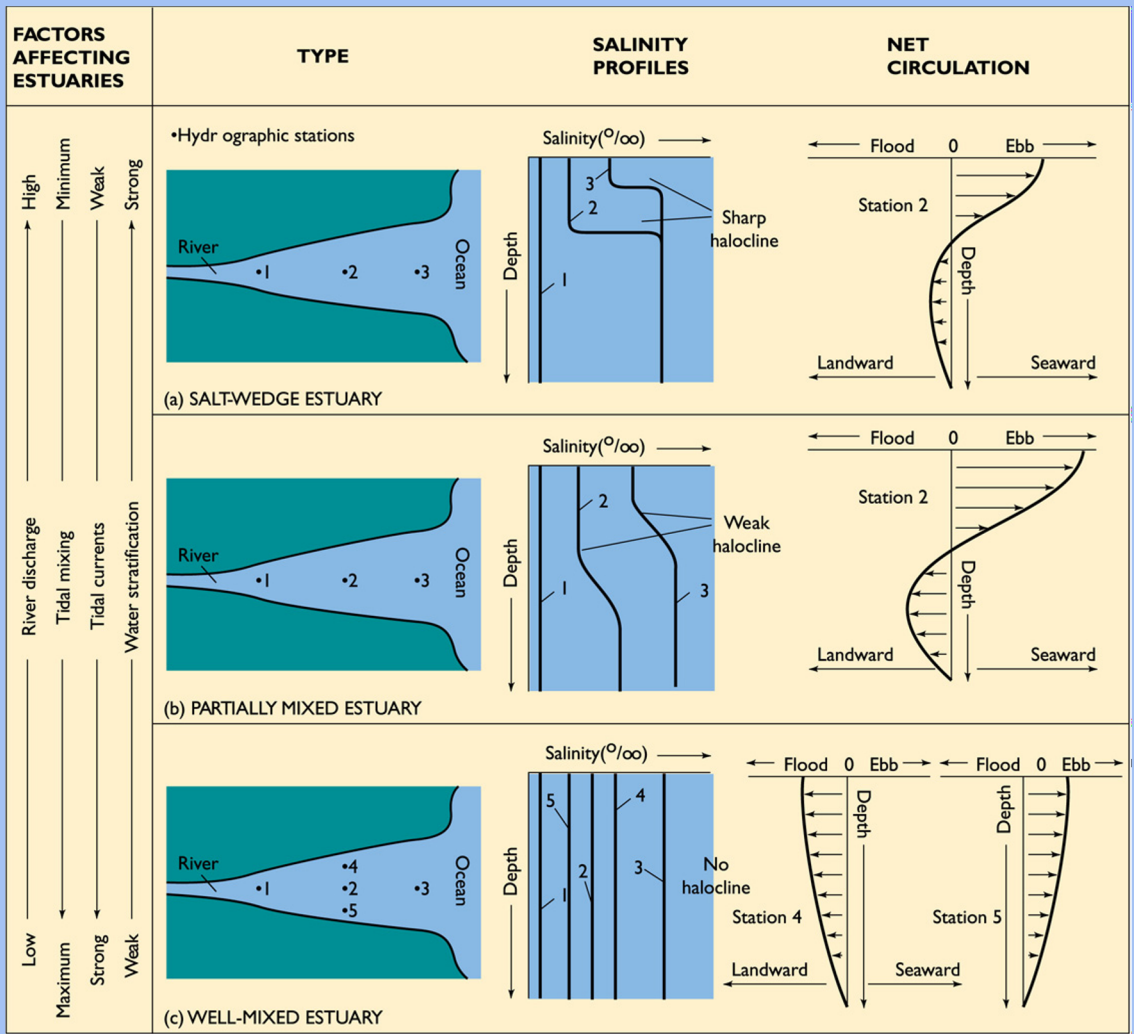 FACTORS
AFFECTING
ESTUARIES
TYPE
SALINITY
PROFILES
NET
CIRCULATION
High
Minimum
Weak
Strong
River discharge
Tidal mixing
Tidal currents
Water stratification
Low
Maximum
Strong
Weak
•Hydr ographic stations
River
•1
•2
•3
Ocean
(a) SALT-WEDGE ESTUARY
Salinity(O/∞)
Depth
3
2
1
Sharp
halocline
Flood 0 Ebb
Station 2
Depth
Landward
Seaward
River
•1
•2
•3
Ocean
(b) PARTIALLY MIXED ESTUARY
Salinity(O/∞)
Depth
2
1
3
Weak
halocline
Flood 0 Ebb
Station 2
Depth
Landward
Seaward
River
•1
•4
•2
•5
•3
Ocean
(c) WELL-MIXED ESTUARY
Salinity(O/∞)
Depth
5
4
2
3
1
No
halocline
Flood 0 Ebb
Depth
Station 4
Landward
Seaward
Flood 0 Ebb
Depth
Station 5